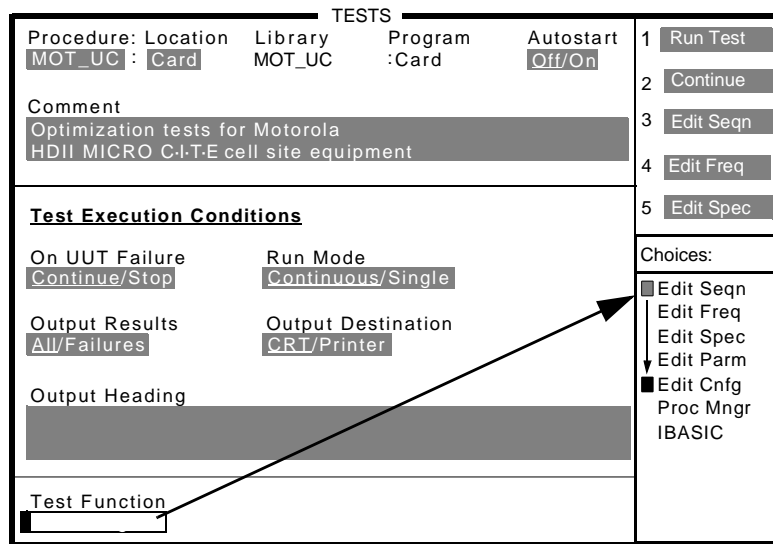 TESTS
Procedure: Location Library Program Autostart
MOT_UC : Card MOT_UC :Card Off/On
Comment
Optimization tests for Motorola
HDII MICRO C·I·T·E cell site equipment
Test Execution Conditions
On UUT Failure Run Mode
Continue/Stop Continuous/Single
Output Results Output Destination
All/Failures CRT/Printer
Output Heading
Test Function
1 Run Test
2 Continue
3 Edit Seqn
4 Edit Freq
5 Edit Spec
Choices:
Edit Seqn
Edit Freq
Edit Spec
Edit Parm
Edit Cnfg
Proc Mngr
IBASIC